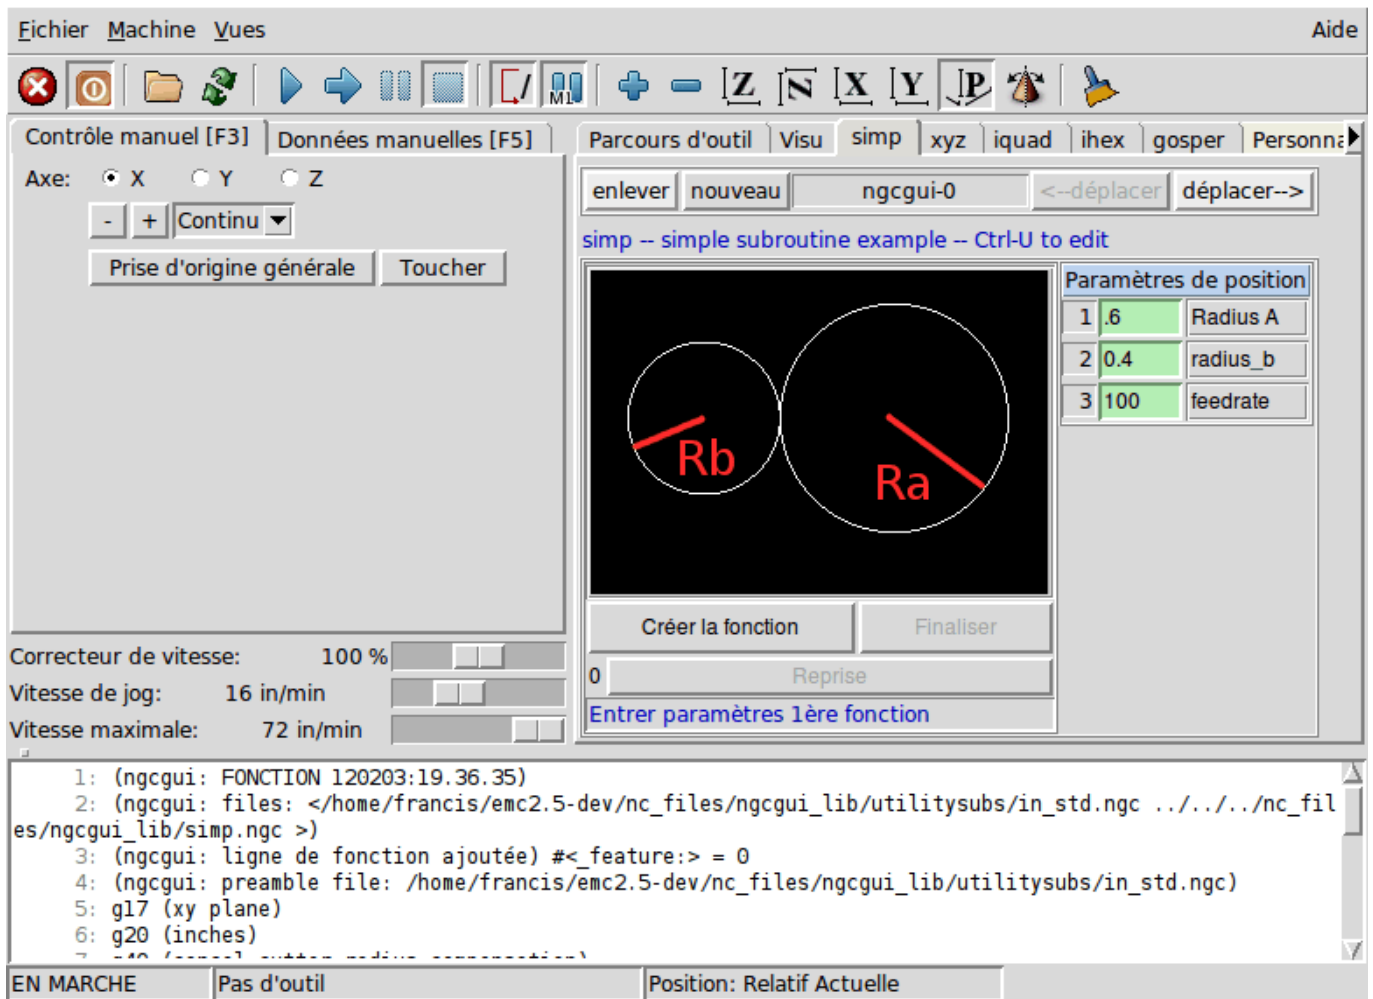 Fichier Machine Vues Aide
M1 Z N X Y P
Contrôle manuel [F3] Données manuelles [F5]
Parcours d'outil Visu simp xyz iquad ihex gosper Personna
Axe: X Y Z
enlever nouveau ngcgui-0 <--déplacer déplacer-->
- + Continu
simp -- simple subroutine example -- Ctrl-U to edit
Prise d'origine générale Toucher
Paramètres de position
1 .6 Radius A
2 0.4 radius_b
3 100 feedrate
Rb
Ra
Créer la fonction Finaliser
0 Reprise
Entrer paramètres 1ère fonction
Correcteur de vitesse: 100 %
Vitesse de jog: 16 in/min
Vitesse maximale: 72 in/min
1: (ngcgui: FONCTION 120203:19.36.35)
2: (ngcgui: files: </home/francis/emc2.5-dev/nc_files/ngcgui_lib/utilitysubs/in_std.ngc ../../../nc_fil
es/ngcgui_lib/simp.ngc >)
3: (ngcgui: ligne de fonction ajoutée) #<_feature:> = 0
4: (ngcgui: preamble file: /home/francis/emc2.5-dev/nc_files/ngcgui_lib/utilitysubs/in_std.ngc)
5: g17 (xy plane)
6: g20 (inches)
EN MARCHE Pas d'outil Position: Relatif Actuelle